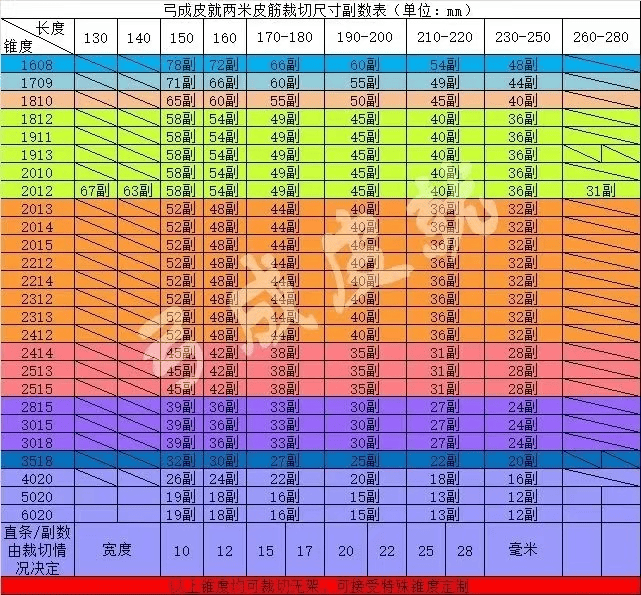 弓成皮就两米皮筋裁切尺寸副数表（单位：mm）
长度 130 140 150 160 170-180 190-200 210-220 230-250 260-280
锥度
1608 78副 72副 66副 60副 54副 48副
1709 71副 66副 60副 55副 49副 44副
1810 65副 60副 55副 50副 45副 40副
1812 58副 54副 49副 45副 40副 36副
1911 58副 54副 49副 45副 40副 36副
1913 58副 54副 49副 45副 40副 36副
2010 58副 54副 49副 45副 40副 36副
2012 67副 63副 58副 54副 49副 45副 40副 36副 31副
2013 52副 48副 44副 40副 36副 32副
2014 52副 48副 44副 40副 36副 32副
2015 52副 48副 44副 40副 36副 32副
2212 52副 48副 44副 40副 36副 32副
2214 52副 48副 44副 40副 36副 32副
2312 52副 48副 44副 40副 36副 32副
2313 52副 48副 44副 40副 36副 32副
2412 52副 48副 44副 40副 36副 32副
2414 45副 42副 38副 35副 31副 28副
2513 45副 42副 38副 35副 31副 28副
2515 45副 42副 38副 35副 31副 28副
2815 39副 36副 33副 30副 27副 24副
3015 39副 36副 33副 30副 27副 24副
3018 39副 36副 33副 30副 27副 24副
3518 32副 30副 27副 25副 22副 20副
4020 26副 24副 22副 20副 18副 16副
5020 19副 18副 16副 15副 13副 12副
6020 19副 18副 16副 15副 13副 12副
直条/副数
由裁切情 宽度 10 12 15 17 20 22 25 28 毫米
况决定
以上锥度均可裁切无架，可接受特殊锥度定制
弓成皮就